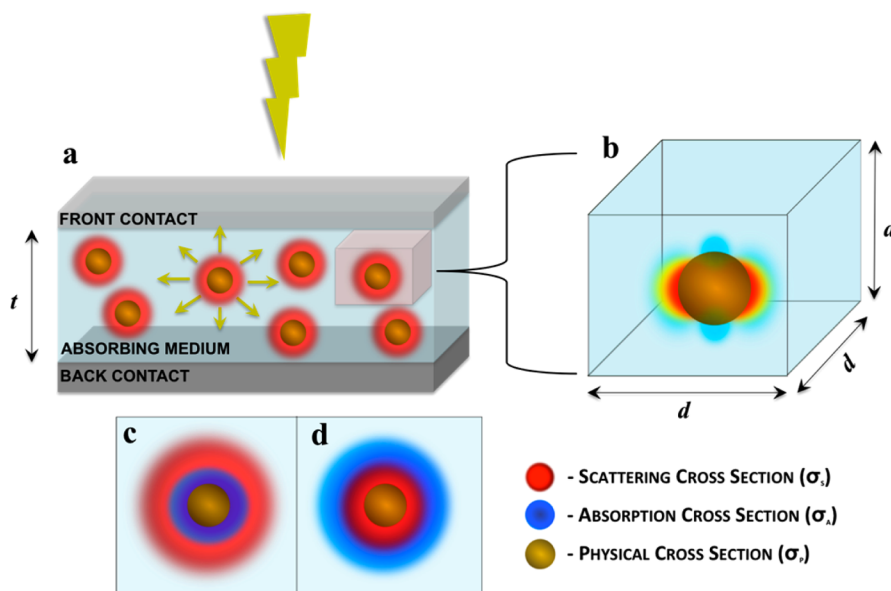 a
b
FRONT CONTACT
t
ABSORBING MEDIUM
BACK CONTACT
d
d
d
c
d
- SCATTERING CROSS SECTION (σₛ)
- ABSORPTION CROSS SECTION (σₐ)
- PHYSICAL CROSS SECTION (σₚ)